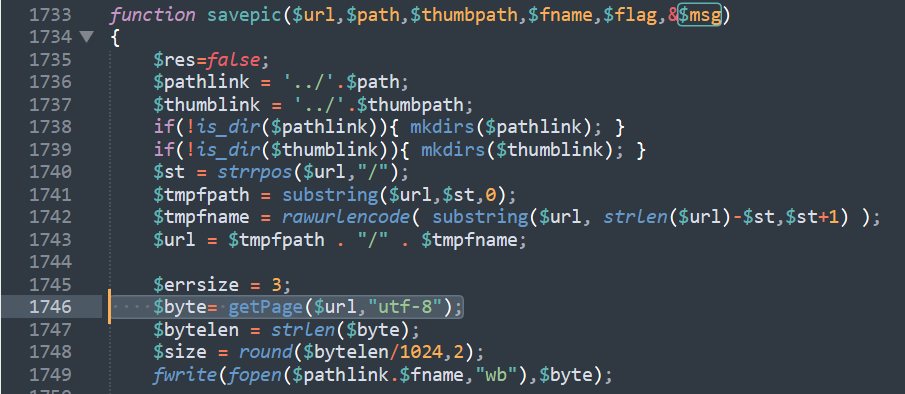 1733 function savepic($url,$path,$thumbpath,$fname,$flag,&$msg)
1734 {
1735 $res=false;
1736 $pathlink = '../'.$path;
1737 $thumblink = '../'.$thumbpath;
1738 if(!is_dir($pathlink)){ mkdirs($pathlink); }
1739 if(!is_dir($thumblink)){ mkdirs($thumblink); }
1740 $st = strrpos($url,"/");
1741 $tmpfpath = substring($url,$st,0);
1742 $tmpfname = rawurlencode( substring($url, strlen($url)-$st,$st+1) );
1743 $url = $tmpfpath . "/" . $tmpfname;
1744
1745 $errsize = 3;
1746 $byte= getPage($url,"utf-8");
1747 $bytelen = strlen($byte);
1748 $size = round($bytelen/1024,2);
1749 fwrite(fopen($pathlink.$fname,"wb"),$byte);